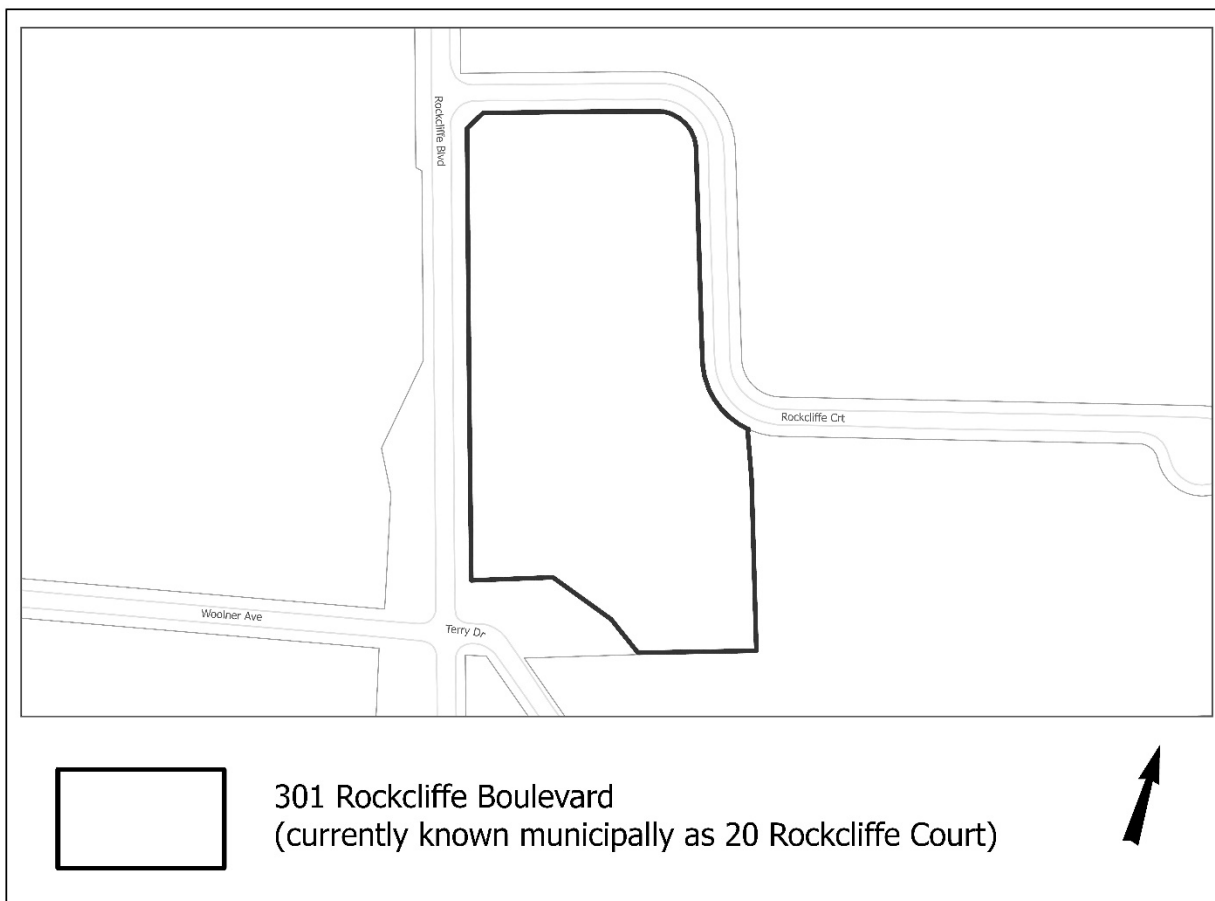 Rockcliffe Blvd
Rockcliffe Crt
Woolner Ave
Terry Dr
301 Rockcliffe Boulevard
(currently known municipally as 20 Rockcliffe Court)